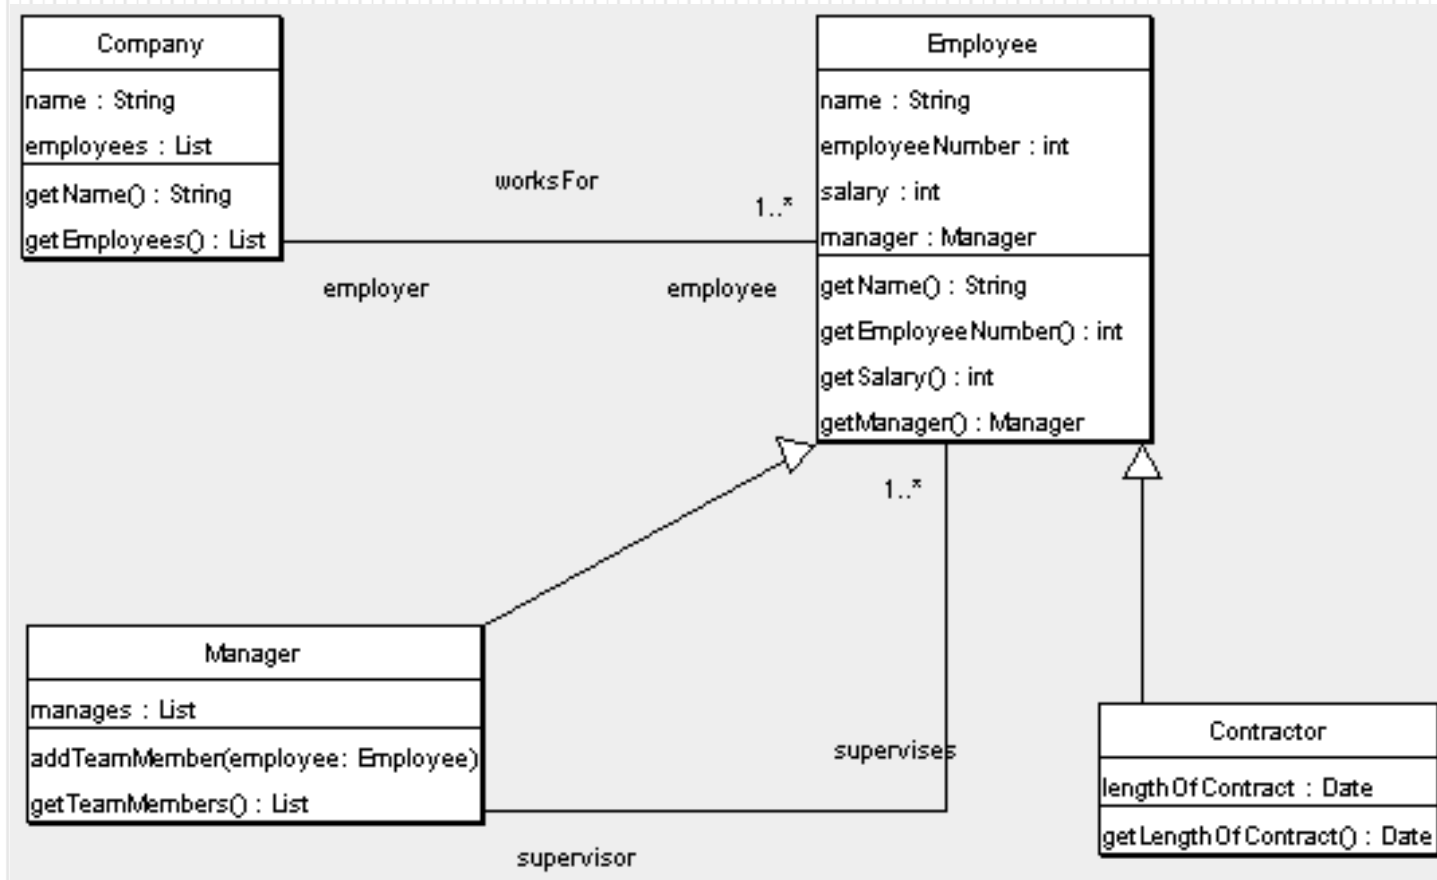 Company
name : String
employees : List
getName() : String
getEmployees() : List
worksFor
1..*
employer
employee
Employee
name : String
employeeNumber : int
salary : int
manager : Manager
getName() : String
getEmployeeNumber() : int
getSalary() : int
getManager() : Manager
1..*
Manager
manages : List
addTeamMember(employee: Employee)
getTeamMembers() : List
supervises
supervisor
Contractor
lengthOfContract : Date
getLengthOfContract() : Date